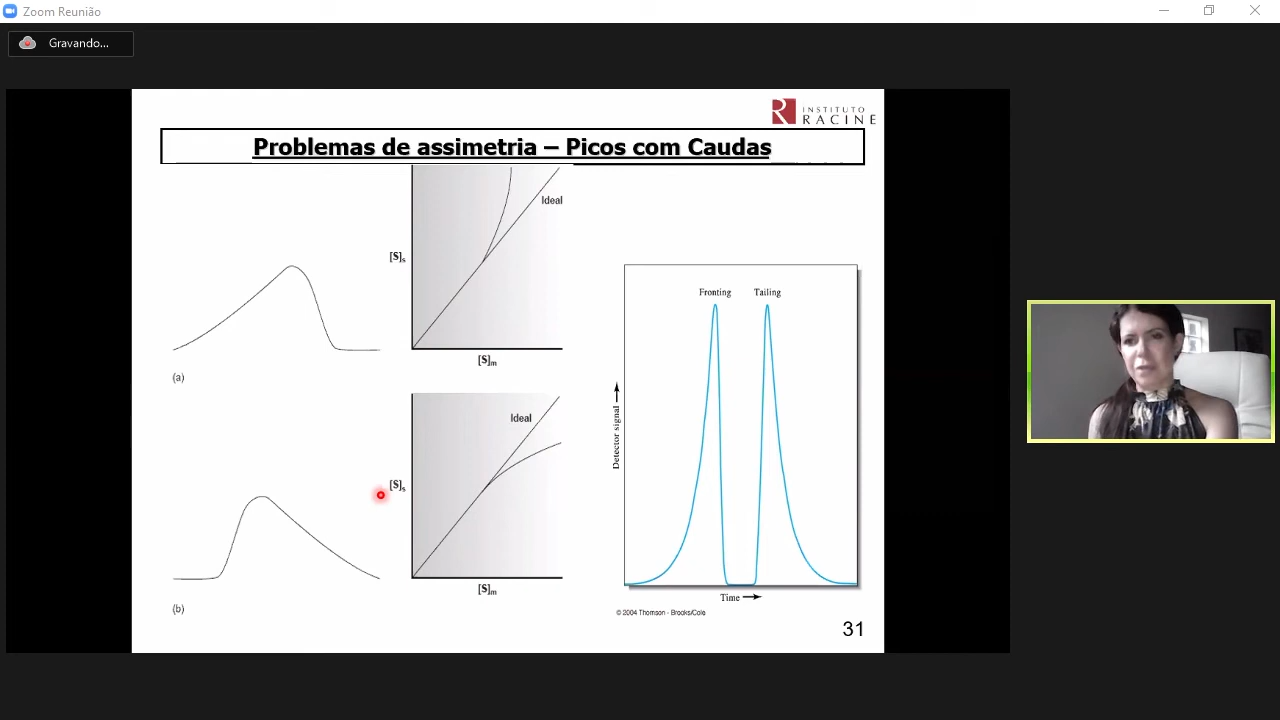 Zoom Reunião
Gravando...
INSTITUTO
RACINE
Problemas de assimetria – Picos com Caudas
Ideal
[S]s
[S]m
(a)
Ideal
[S]s
[S]m
(b)
Fronting Tailing
Detector signal
Time
© 2004 Thomson - Brooks/Cole
31